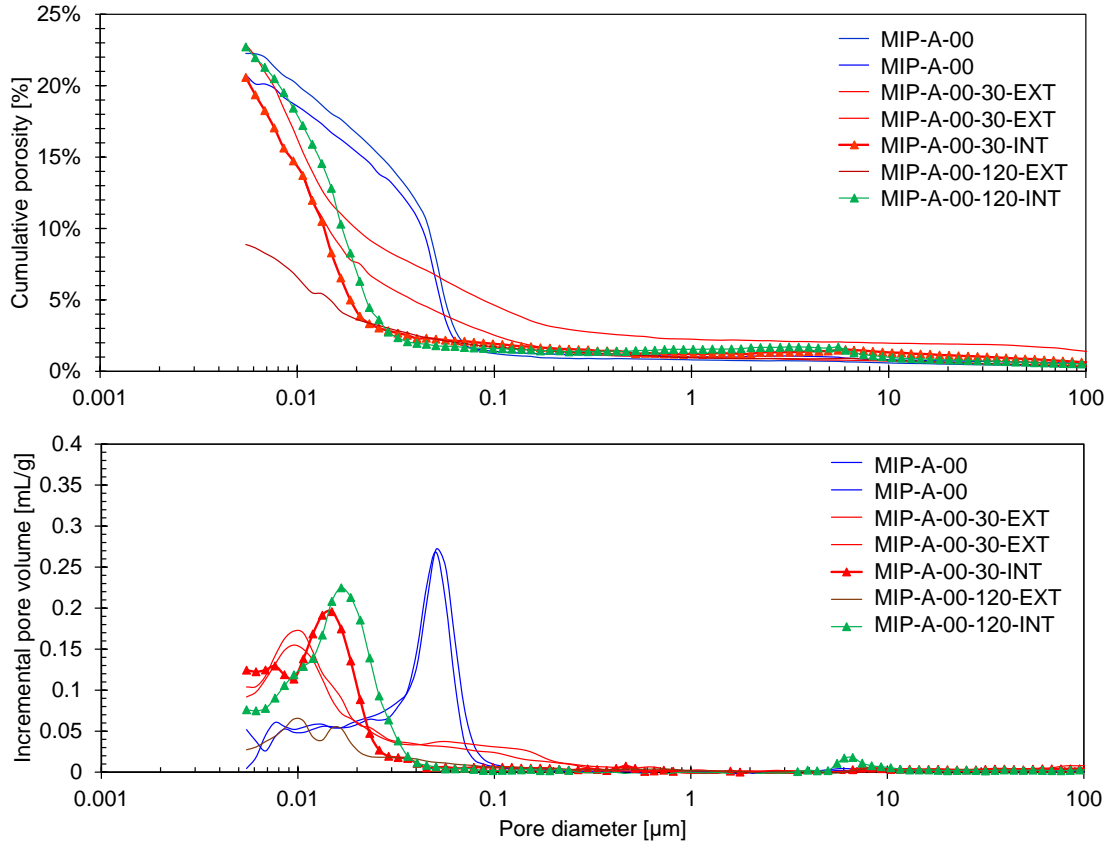 25%
20%
15%
10%
5%
0%
Cumulative porosity [%]
MIP-A-00
MIP-A-00
MIP-A-00-30-EXT
MIP-A-00-30-EXT
MIP-A-00-30-INT
MIP-A-00-120-EXT
MIP-A-00-120-INT
0.001 0.01 0.1 1 10 100
0.4
0.35
0.3
0.25
0.2
0.15
0.1
0.05
0
Incremental pore volume [mL/g]
MIP-A-00
MIP-A-00
MIP-A-00-30-EXT
MIP-A-00-30-EXT
MIP-A-00-30-INT
MIP-A-00-120-EXT
MIP-A-00-120-INT
0.001 0.01 0.1 1 10 100
Pore diameter [µm]